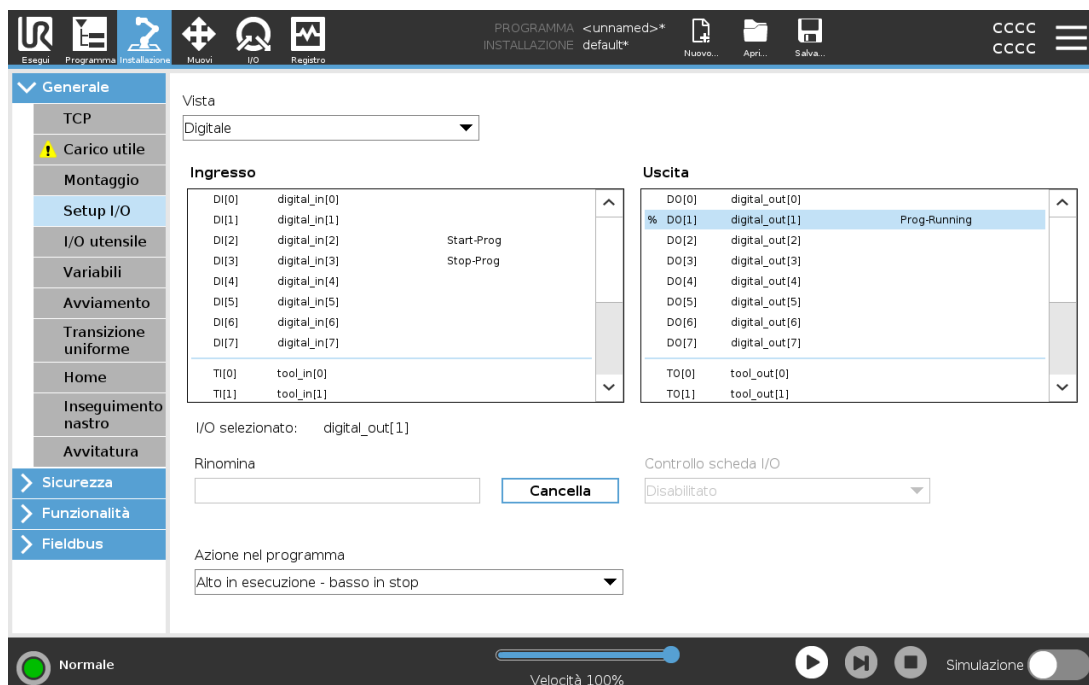 PROGRAMMA <unnamed>*
INSTALLAZIONE default*
UR
Esegui Programma Installazione Muovi I/O Registro
Nuovo... Apri... Salva...
CCCC
CCCC
Generale
TCP
Carico utile
Montaggio
Setup I/O
I/O utensile
Variabili
Avviamento
Transizione
uniforme
Home
Inseguimento
nastro
Avvitatura
Sicurezza
Funzionalità
Fieldbus
Vista
Digitale
Ingresso
DI[0] digital_in[0]
DI[1] digital_in[1]
DI[2] digital_in[2] Start-Prog
DI[3] digital_in[3] Stop-Prog
DI[4] digital_in[4]
DI[5] digital_in[5]
DI[6] digital_in[6]
DI[7] digital_in[7]
TI[0] tool_in[0]
TI[1] tool_in[1]
Uscita
DO[0] digital_out[0]
% DO[1] digital_out[1] Prog-Running
DO[2] digital_out[2]
DO[3] digital_out[3]
DO[4] digital_out[4]
DO[5] digital_out[5]
DO[6] digital_out[6]
DO[7] digital_out[7]
TO[0] tool_out[0]
TO[1] tool_out[1]
I/O selezionato: digital_out[1]
Rinomina
Cancella
Controllo scheda I/O
Disabilitato
Azione nel programma
Alto in esecuzione - basso in stop
Normale
Velocità 100%
Simulazione